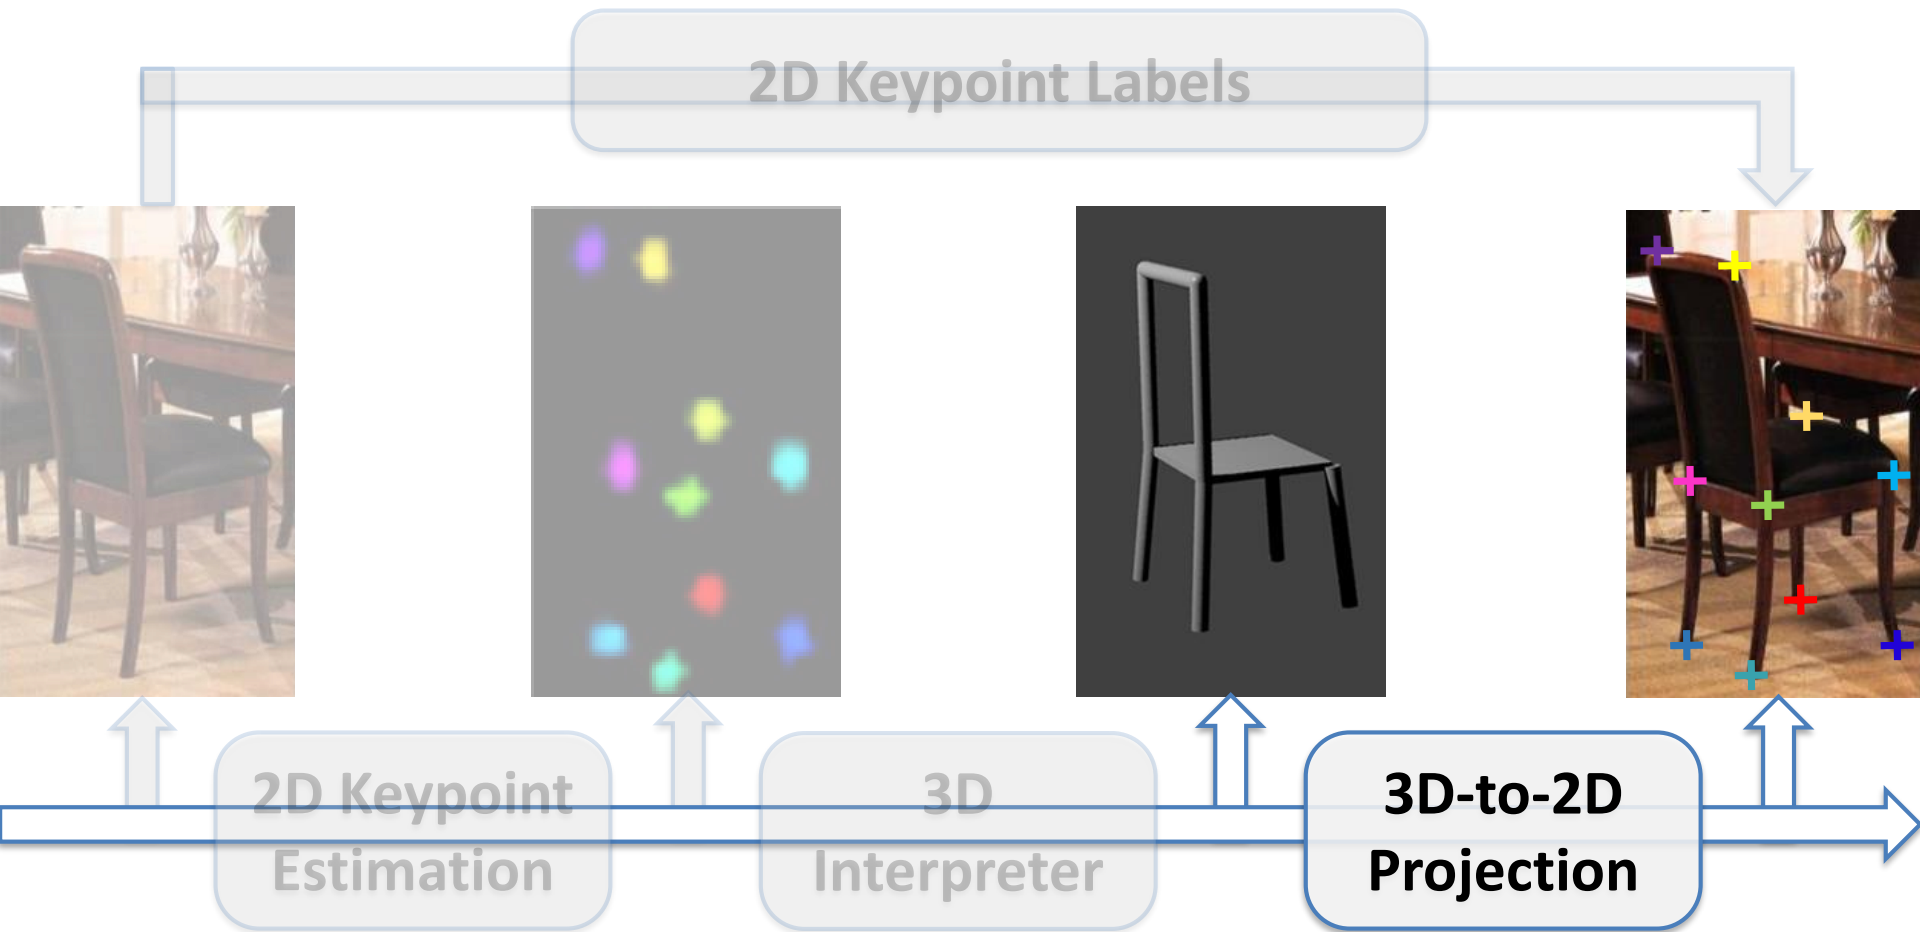 2D Keypoint Labels
2D Keypoint
Estimation
3D
Interpreter
3D-to-2D
Projection